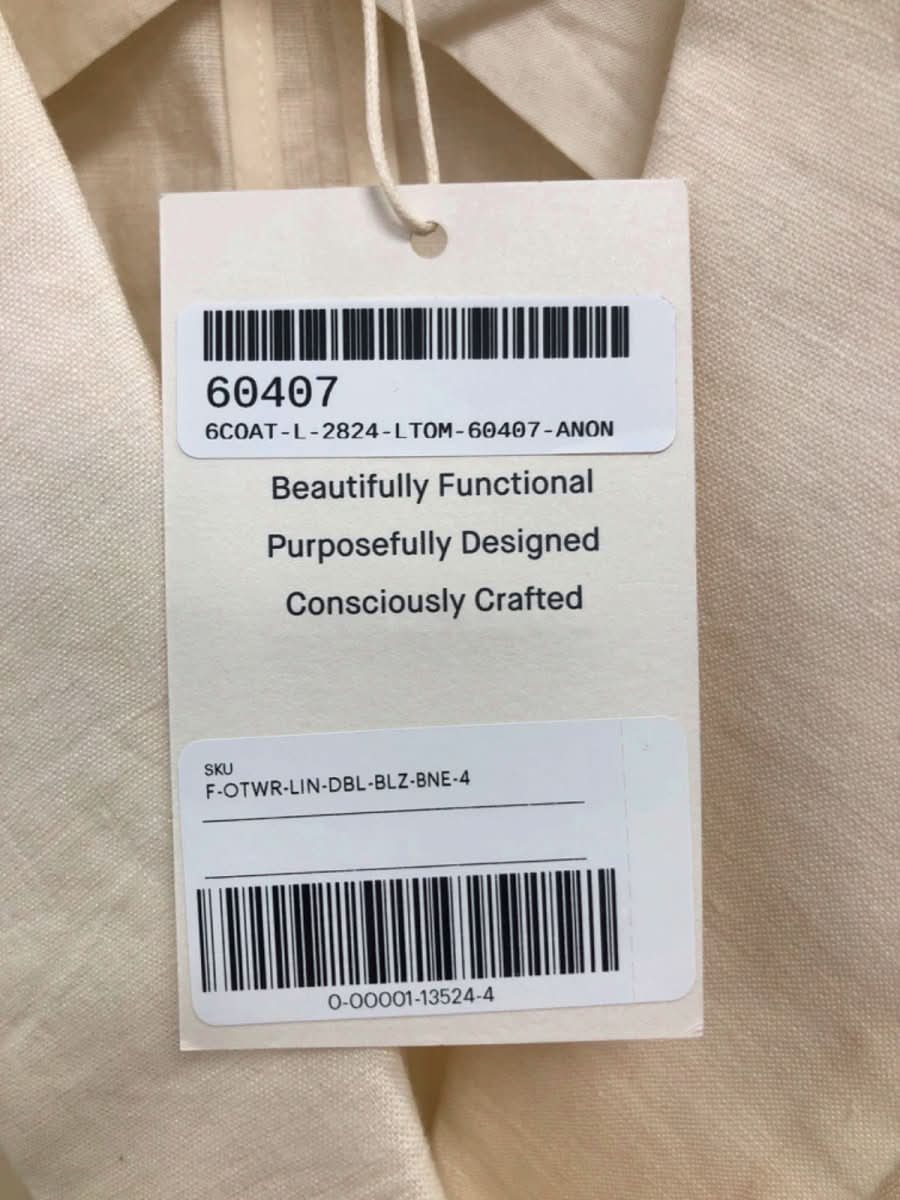 60407
6COAT-L-2824-LTOM-60407-ANON
Beautifully Functional
Purposefully Designed
Consciously Crafted
SKU
F-OTWR-LIN-DBL-BLZ-BNE-4
0-00001-13524-4